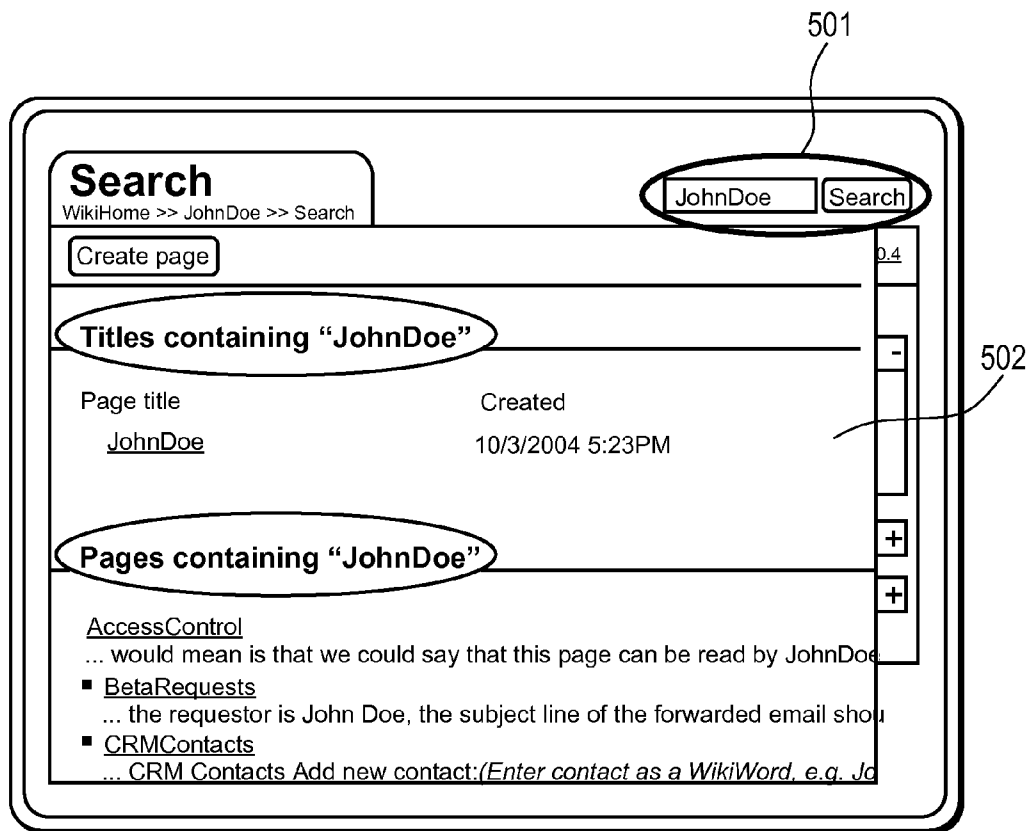 501
Search
WikiHome >> JohnDoe >> Search
JohnDoe Search
Create page
0.4
Titles containing “JohnDoe”
-
502
Page title Created
JohnDoe 10/3/2004 5:23PM
Pages containing “JohnDoe”
+
+
AccessControl
... would mean is that we could say that this page can be read by JohnDoe
▪ BetaRequests
... the requestor is John Doe, the subject line of the forwarded email shou
▪ CRMContacts
... CRM Contacts Add new contact:(Enter contact as a WikiWord, e.g. Jo